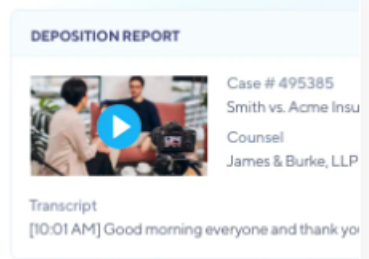 DEPOSITION REPORT
Case # 495385
Smith vs. Acme Insu
Counsel
James & Burke, LLP
Transcript
[10:01 AM] Good morning everyone and thank you